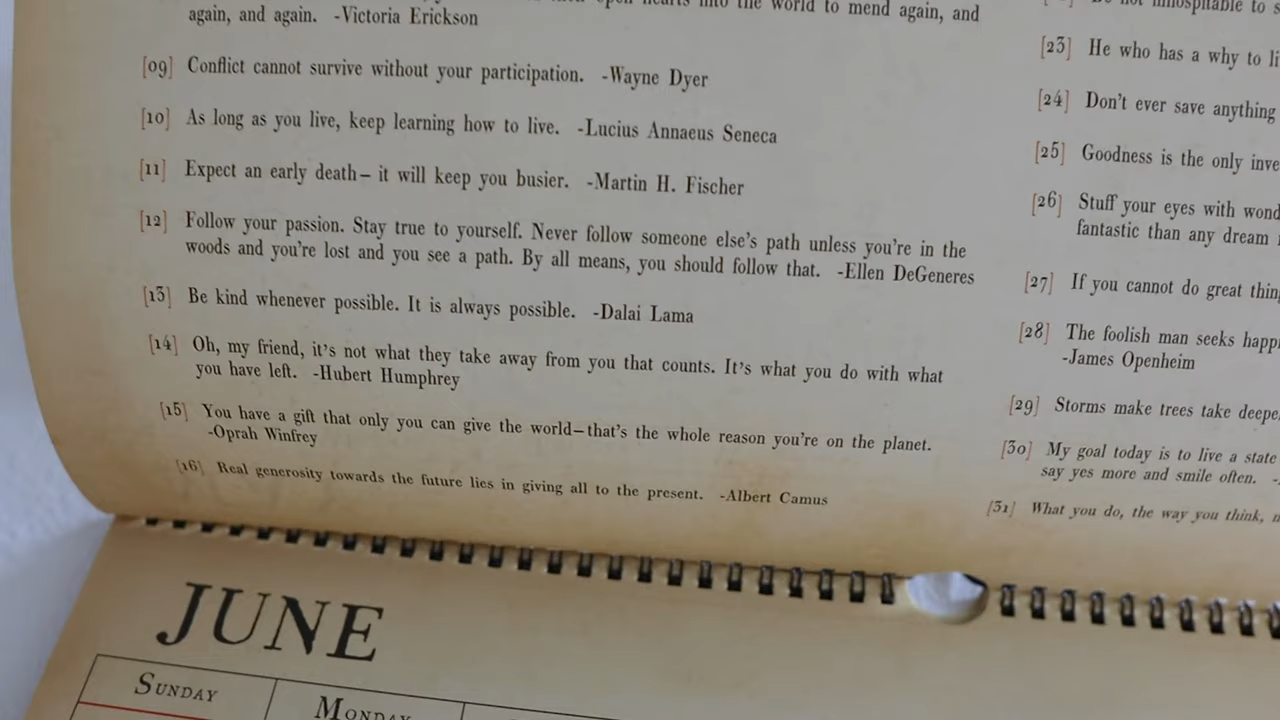 hearts into the world to mend again, and
again, and again. -Victoria Erickson
[09] Conflict cannot survive without your participation. -Wayne Dyer
[10] As long as you live, keep learning how to live. -Lucius Annaeus Seneca
[11] Expect an early death– it will keep you busier. -Martin H. Fischer
[12] Follow your passion. Stay true to yourself. Never follow someone else's path unless you're in the
woods and you're lost and you see a path. By all means, you should follow that. -Ellen DeGeneres
[13] Be kind whenever possible. It is always possible. -Dalai Lama
[14] Oh, my friend, it's not what they take away from you that counts. It's what you do with what
you have left. -Hubert Humphrey
[15] You have a gift that only you can give the world–that's the whole reason you're on the planet.
-Oprah Winfrey
[16] Real generosity towards the future lies in giving all to the present. -Albert Camus
not inhospitable to
[23] He who has a why to
[24] Don't ever save anything
[25] Goodness is the only
[26] Stuff your eyes with
fantastic than any dream
[27] If you cannot do great
[28] The foolish man seeks
-James Openheim
[29] Storms make trees take
[30] My goal today is to live a state
say yes more and smile often.
[31] What you do, the way you think,
JUNE
SUNDAY
MONDAY